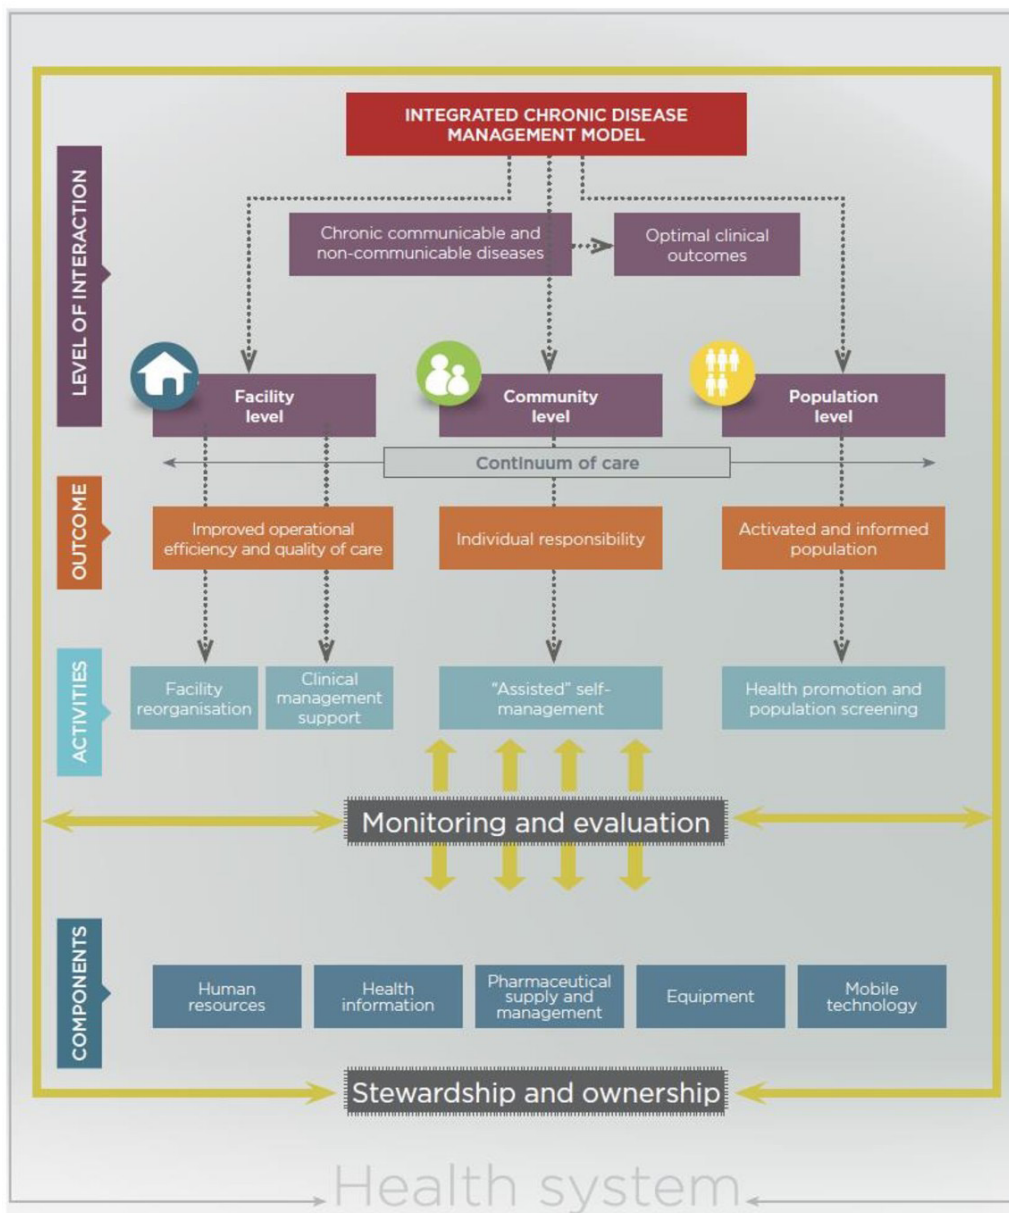 INTEGRATED CHRONIC DISEASE
MANAGEMENT MODEL
LEVEL OF INTERACTION
Chronic communicable and
non-communicable diseases
Optimal clinical
outcomes
Facility
level
Community
level
Population
level
Continuum of care
OUTCOME
Improved operational
efficiency and quality of care
Individual responsibility
Activated and informed
population
ACTIVITIES
Facility
reorganisation
Clinical
management
support
"Assisted" self-
management
Health promotion and
population screening
Monitoring and evaluation
COMPONENTS
Human
resources
Health
information
Pharmaceutical
supply and
management
Equipment
Mobile
technology
Stewardship and ownership
Health system